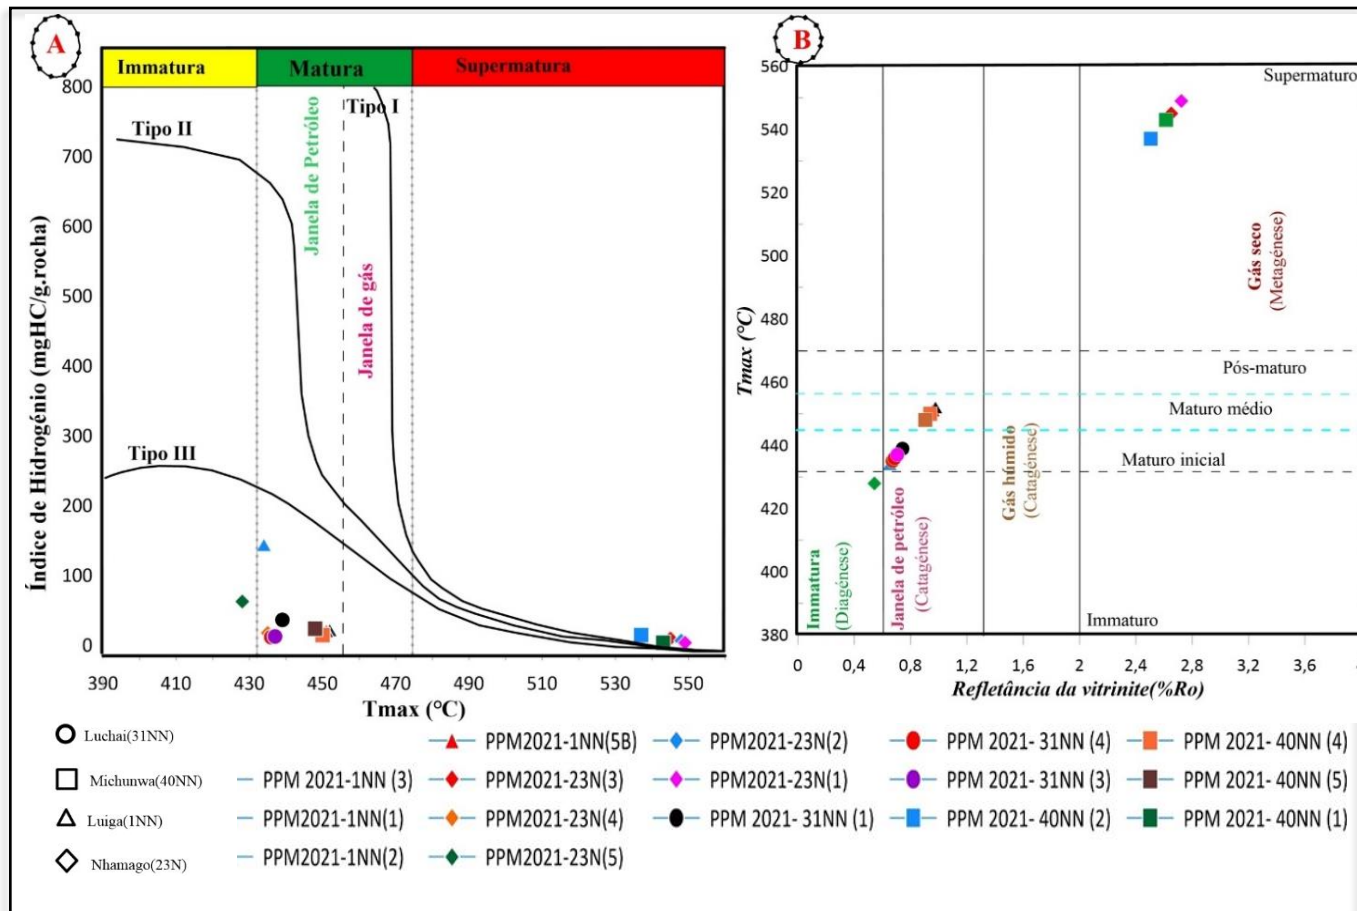 A
Immatura Matura Supermatura
Tipo I
Tipo II
Tipo III
Janela de Petróleo
Janela de gás
Índice de Hidrogénio (mgHC/g.rocha)
800
700
600
500
400
300
200
100
0
390 410 430 450 470 490 510 530 550
Tmax (°C)
B
Supermaturo
Gás seco
(Metagénese)
Pós-maturo
Maturo médio
Maturo inicial
Gás húmido
(Catagénese)
Janela de petróleo
(Catagénese)
Immatura
(Diagénese)
Immaturo
Tmax (°C)
560
540
520
500
480
460
440
420
400
380
0 0,4 0,8 1,2 1,6 2 2,4 2,8 3,2 3,6
Refletância da vitrinite(%Ro)
Luchai(31NN)
Michunwa(40NN)
Luiga(1NN)
Nhamago(23N)
PPM2021-1NN(5B) PPM2021-23N(2) PPM 2021- 31NN (4) PPM 2021- 40NN (4)
PPM 2021-1NN (3) PPM2021-23N(3) PPM2021-23N(1) PPM 2021- 31NN (3) PPM 2021- 40NN (5)
PPM2021-1NN(1) PPM2021-23N(4) PPM 2021- 31NN (1) PPM 2021- 40NN (2) PPM 2021- 40NN (1)
PPM2021-1NN(2) PPM2021-23N(5)